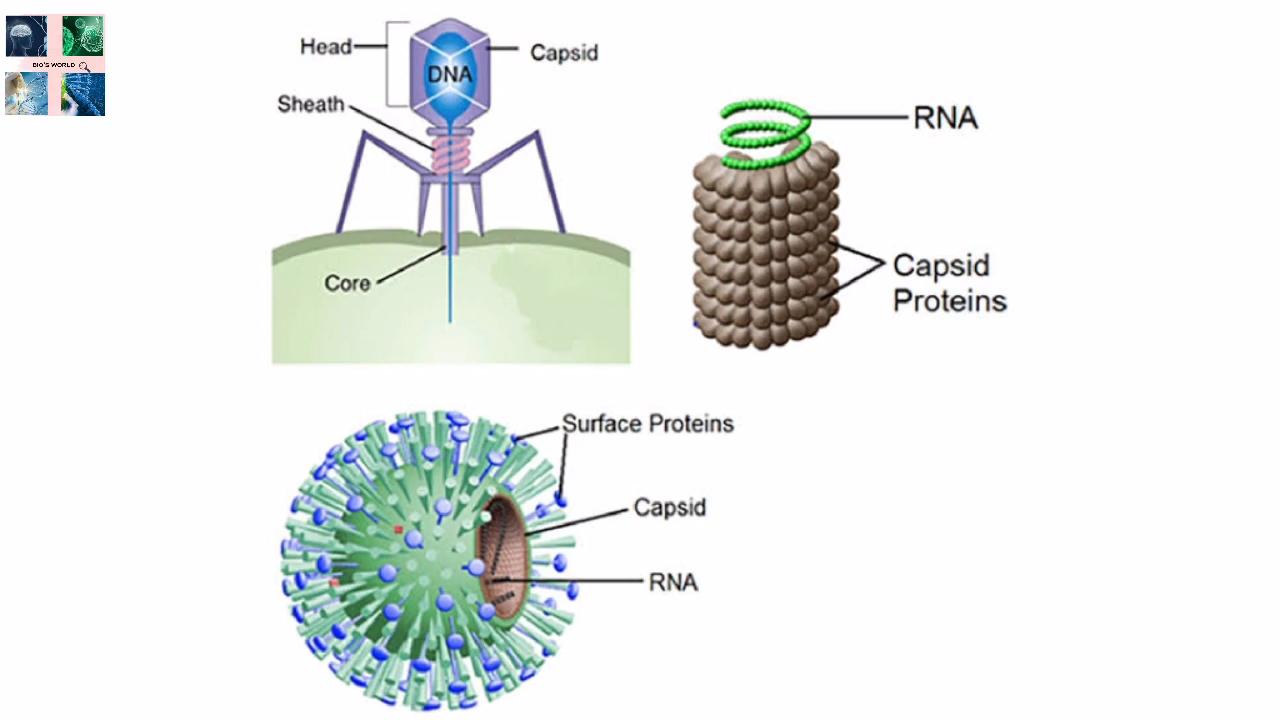 BIO'S WORLD
Head
Capsid
DNA
Sheath
Core
RNA
Capsid
Proteins
Surface Proteins
Capsid
RNA